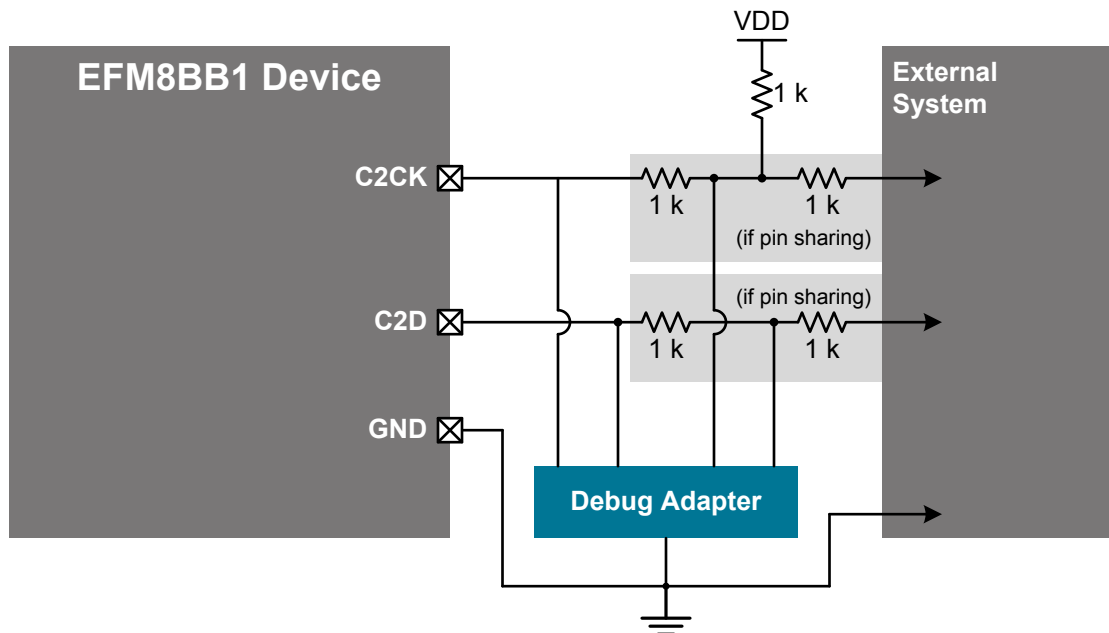 VDD
EFM8BB1 Device
External
System
1 k
C2CK
1 k
1 k
(if pin sharing)
(if pin sharing)
C2D
1 k
1 k
GND
Debug Adapter